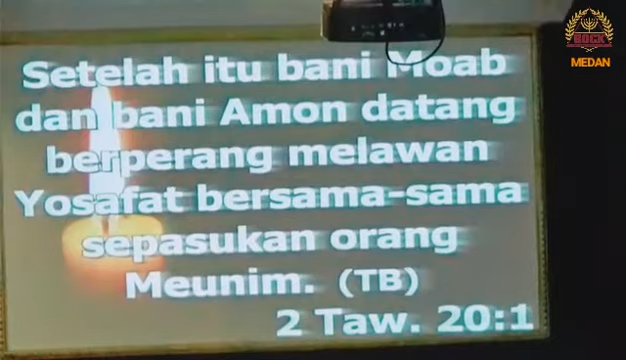 GBCK
MEDAN
Setelah itu bani Moab
dan bani Amon datang
berperang melawan
Yosafat bersama-sama
sepasukan orang
Meunim. (TB)
2 Taw. 20:1